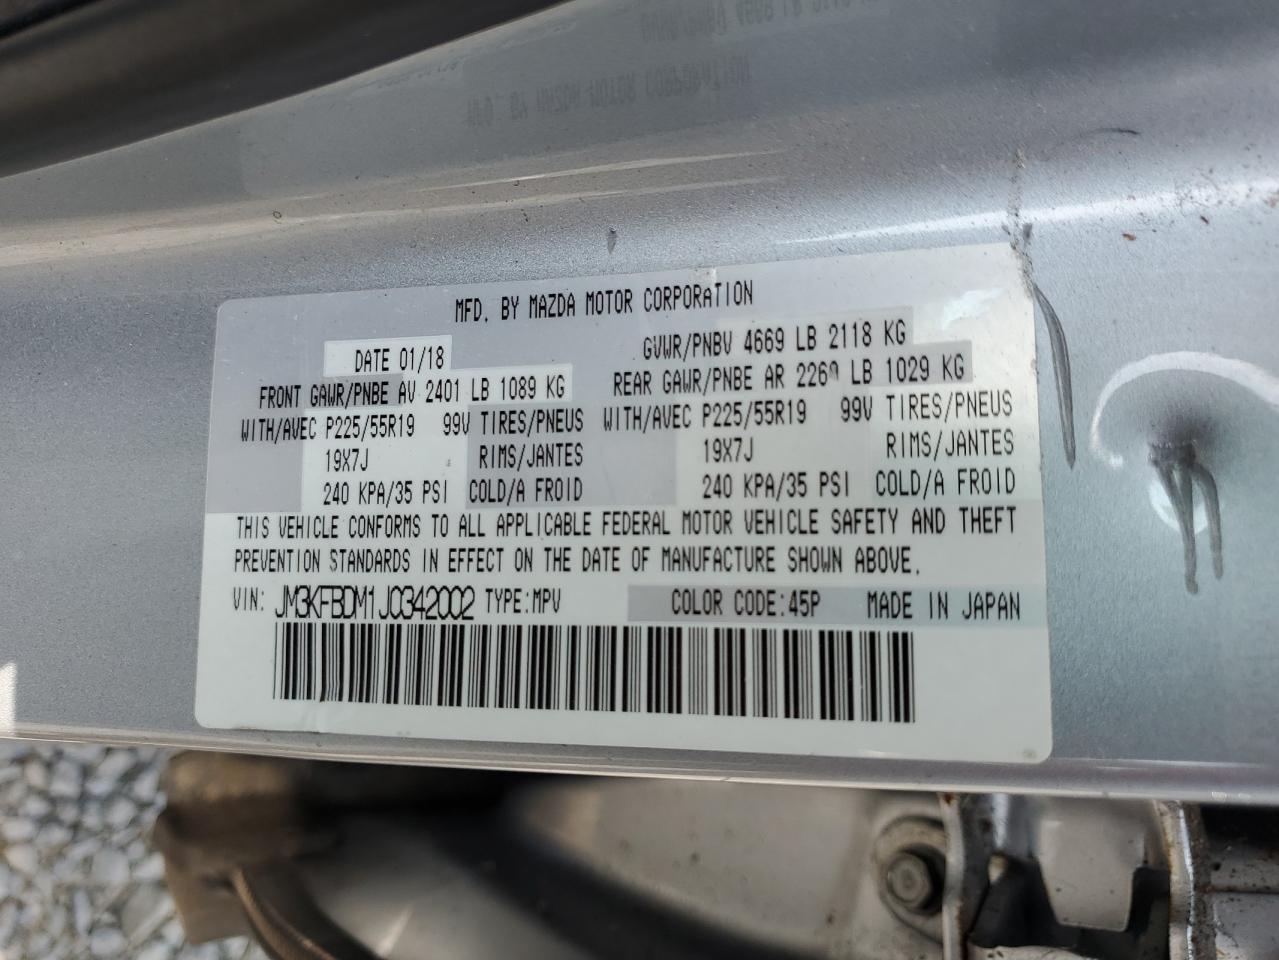 MFD. BY MAZDA MOTOR CORPORATION
DATE 01/18 GVWR/PNBV 4669 LB 2118 KG
FRONT GAWR/PNBE AV 2401 LB 1089 KG REAR GAWR/PNBE AR 2269 LB 1029 KG
WITH/AVEC P225/55R19 99V TIRES/PNEUS WITH/AVEC P225/55R19 99V TIRES/PNEUS
19X7J RIMS/JANTES 19X7J RIMS/JANTES
240 KPA/35 PSI COLD/A FROID 240 KPA/35 PSI COLD/A FROID
THIS VEHICLE CONFORMS TO ALL APPLICABLE FEDERAL MOTOR VEHICLE SAFETY AND THEFT
PREVENTION STANDARDS IN EFFECT ON THE DATE OF MANUFACTURE SHOWN ABOVE.
VIN: JM3KFBDM1J0342002 TYPE:MPV COLOR CODE:45P MADE IN JAPAN